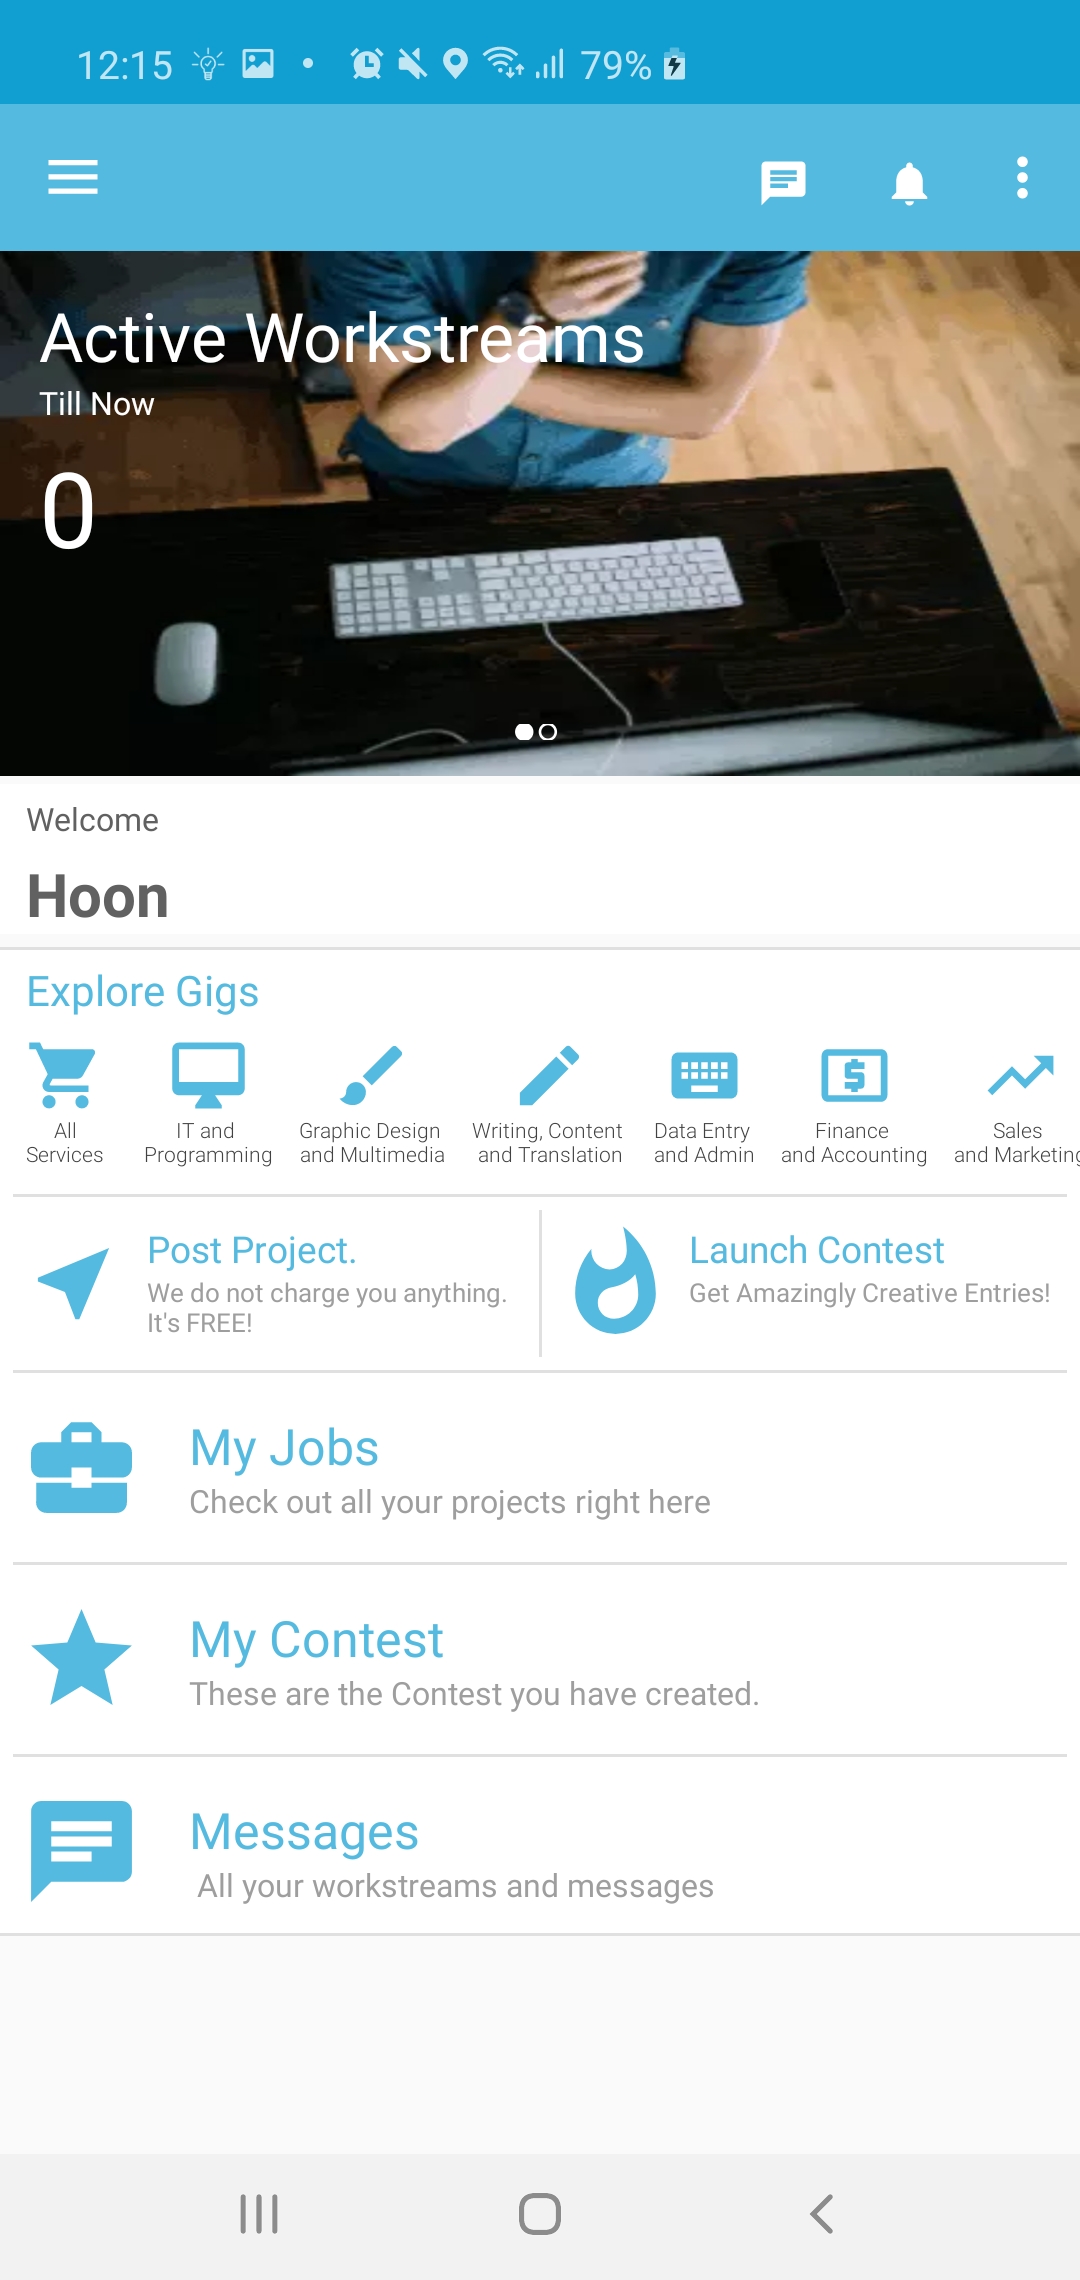 12:15
79%
Active Workstreams
Till Now
0
Welcome
Hoon
Explore Gigs
All
Services
IT and
Programming
Graphic Design
and Multimedia
Writing, Content
and Translation
Data Entry
and Admin
Finance
and Accounting
Sales
and Marketing
Post Project.
We do not charge you anything.
It's FREE!
Launch Contest
Get Amazingly Creative Entries!
My Jobs
Check out all your projects right here
My Contest
These are the Contest you have created.
Messages
All your workstreams and messages